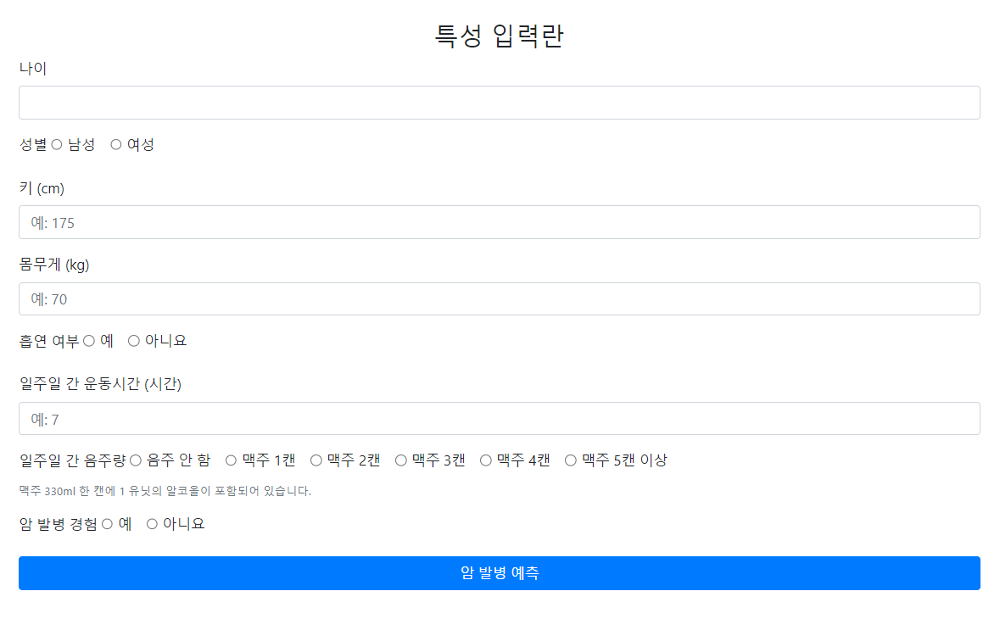 특성 입력란
나이
성별 남성 여성
키 (cm)
예: 175
몸무게 (kg)
예: 70
흡연 여부 예 아니요
일주일 간 운동시간 (시간)
예: 7
일주일 간 음주량 음주 안 함 맥주 1캔 맥주 2캔 맥주 3캔 맥주 4캔 맥주 5캔 이상
맥주 330ml 한 캔에 1 유닛의 알코올이 포함되어 있습니다.
암 발병 경험 예 아니요
암 발병 예측